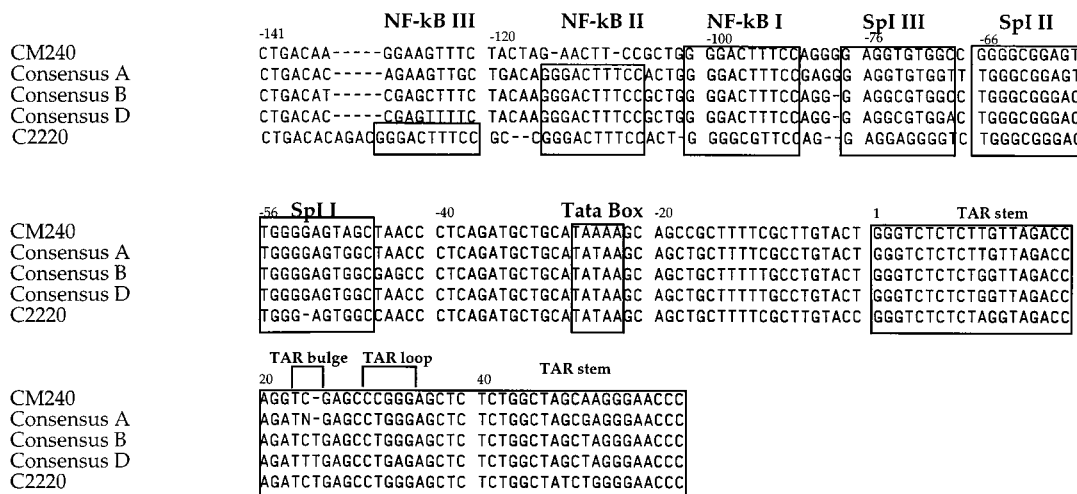 NF-kB III NF-kB II NF-kB I SpI III SpI II
-141 -120 -100 -76 -66
CM240 CTGACAA-----GGAAGTTTC TACTAG-AACTT-CCGCTGG GGACTTTCCAGGGG AGGTGTGGCC GGGGCGGAGT
Consensus A CTGACAC-----AGAAGTTGC TGACAGGGACTTTCCACTGG GGACTTTCCGAGGG AGGTGTGGTT TGGGCGGAGT
Consensus B CTGACAT-----CGAGCTTTC TACAAGGGACTTTCCGCTGG GGACTTTCCAGG-G AGGCGTGGCC TGGGCGGGAC
Consensus D CTGACAC-----CGAGTTTTC TACAAGGGACTTTCCGCTGG GGACTTTCCAGG-G AGGCGTGGAC TGGGCGGGAC
C2220 CTGACACAGACGGGACTTTCC GC--CGGGACTTTCCACT-G GGGCGTTCCAG--G AGGAGGGGTC TGGGCGGGAC
SpI I Tata Box
-56 -40 -20 1 TAR stem
CM240 TGGGGAGTAGCTAACC CTCAGATGCTGCATAAAAGC AGCCGCTTTTCGCTTGTACT GGGTCTCTCTTGTTAGACC
Consensus A TGGGGAGTGGCTAACC CTCAGATGCTGCATATAAGC AGCTGCTTTTCGCCTGTACT GGGTCTCTCTTGTTAGACC
Consensus B TGGGGAGTGGCGAGCC CTCAGATGCTGCATATAAGC AGCTGCTTTTTGCCTGTACT GGGTCTCTCTGGTTAGACC
Consensus D TGGGGAGTGGCTAACC CTCAGATGCTGCATATAAGC AGCTGCTTTTTGCCTGTACT GGGTCTCTCTGGTTAGACC
C2220 TGGG-AGTGGCCAACC CTCAGATGCTGCATATAAGC AGCTGCTTTTCGCTTGTACC GGGTCTCTCTAGGTAGACC
TAR bulge TAR loop
20 40 TAR stem
CM240 AGGTC-GAGCCCGGGAGCTC TCTGGCTAGCAAGGGAACCC
Consensus A AGATN-GAGCCTGGGAGCTC TCTGGCTAGCGAGGGAACCC
Consensus B AGATCTGAGCCTGGGAGCTC TCTGGCTAGCTAGGGAACCC
Consensus D AGATTTGAGCCTGAGAGCTC TCTGGCTAGCTAGGGAACCC
C2220 AGATCTGAGCCTGGGAGCTC TCTGGCTATCTGGGGAACCC